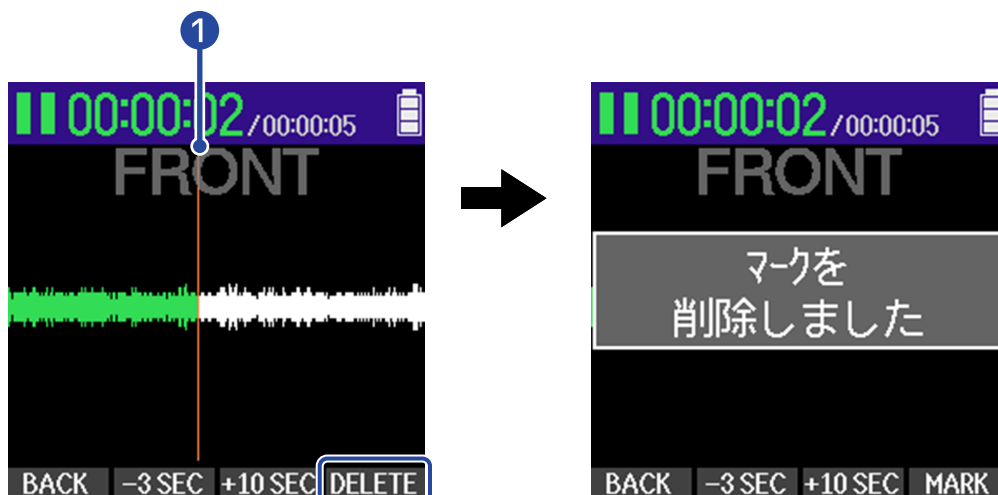 1
00:00:02/00:00:05
FRONT
BACK -3 SEC +10 SEC DELETE
00:00:02/00:00:05
FRONT
マークを
削除しました
BACK -3 SEC +10 SEC MARK